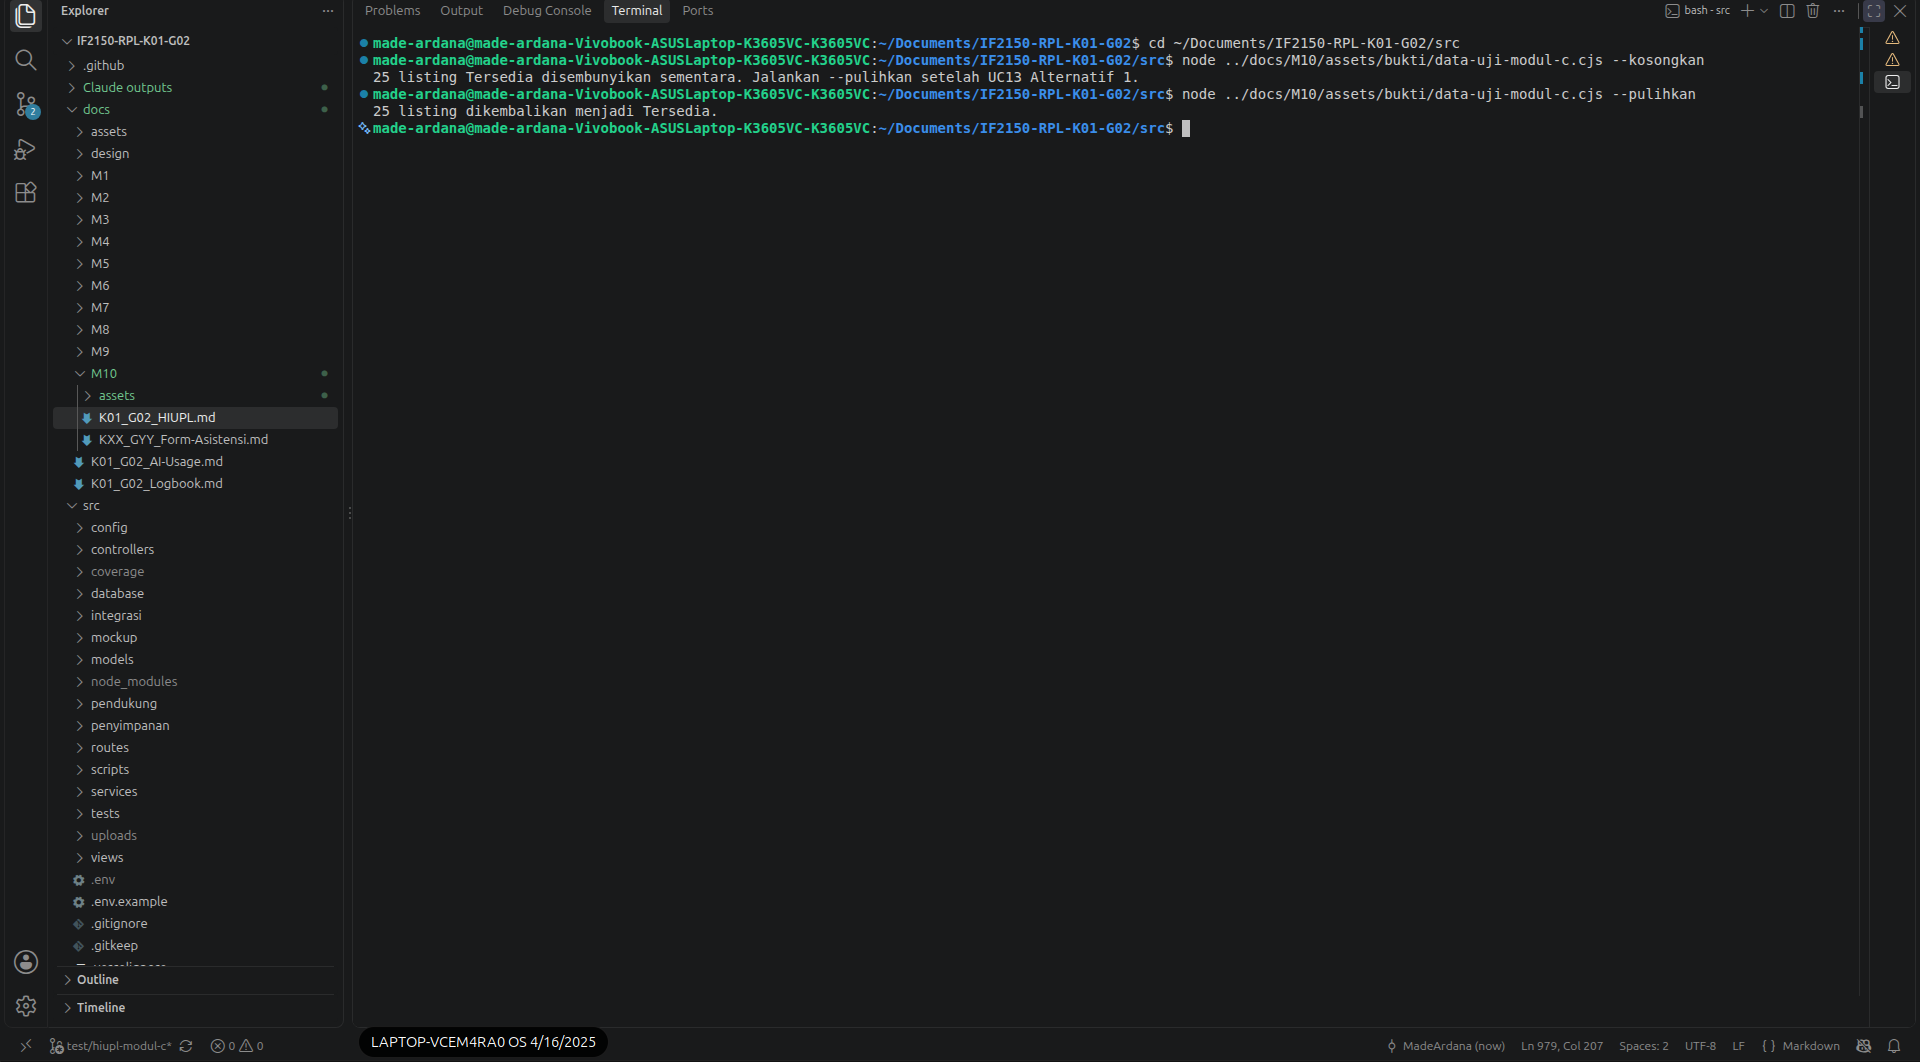 Explorer
IF2150-RPL-K01-G02
.github
Claude outputs
docs
assets
design
M1
M2
M3
M4
M5
M6
M7
M8
M9
M10
assets
K01_G02_HIUPL.md
KXX_GYY_Form-Asistensi.md
K01_G02_AI-Usage.md
K01_G02_Logbook.md
src
config
controllers
coverage
database
integrasi
mockup
models
node_modules
pendukung
penyimpanan
routes
scripts
services
tests
uploads
views
.env
.env.example
.gitignore
.gitkeep
Outline
Timeline
2
Problems Output Debug Console Terminal Ports
bash - src
made-ardana@made-ardana-Vivobook-ASUSLaptop-K3605VC-K3605VC:~/Documents/IF2150-RPL-K01-G02$ cd ~/Documents/IF2150-RPL-K01-G02/src
made-ardana@made-ardana-Vivobook-ASUSLaptop-K3605VC-K3605VC:~/Documents/IF2150-RPL-K01-G02/src$ node ../docs/M10/assets/bukti/data-uji-modul-c.cjs --kosongkan
25 listing Tersedia disembunyikan sementara. Jalankan --pulihkan setelah UC13 Alternatif 1.
made-ardana@made-ardana-Vivobook-ASUSLaptop-K3605VC-K3605VC:~/Documents/IF2150-RPL-K01-G02/src$ node ../docs/M10/assets/bukti/data-uji-modul-c.cjs --pulihkan
25 listing dikembalikan menjadi Tersedia.
made-ardana@made-ardana-Vivobook-ASUSLaptop-K3605VC-K3605VC:~/Documents/IF2150-RPL-K01-G02/src$
test/hiupl-modul-c* 0 0
LAPTOP-VCEM4RA0 OS 4/16/2025
MadeArdana (now) Ln 979, Col 207 Spaces: 2 UTF-8 LF { } Markdown